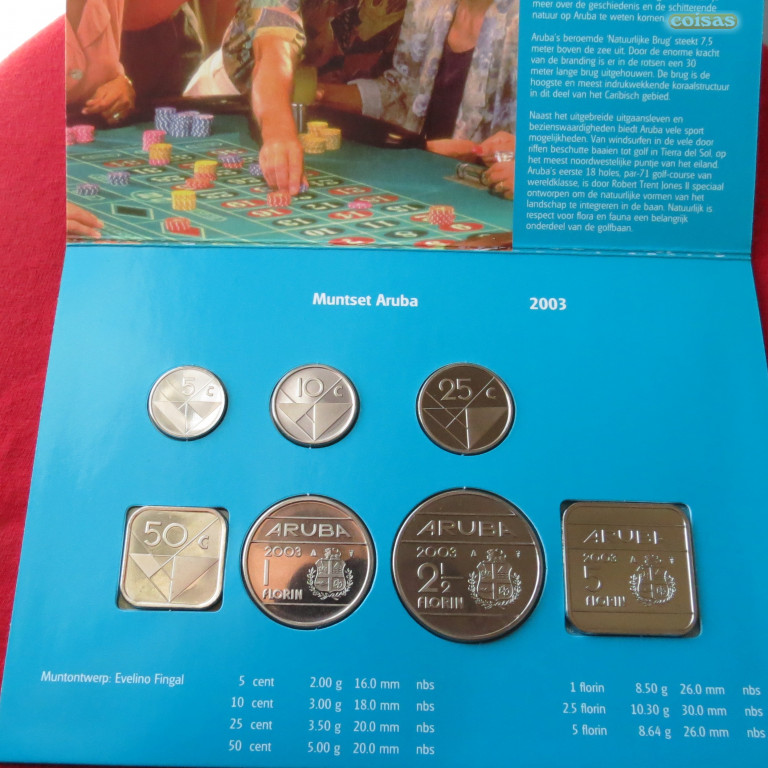 meer over de geschiedenis en de schitterende
natuur op Aruba te weten komen.
coisas
Aruba's beroemde 'Natuurlijke Brug' steekt 7,5
meter boven de zee uit. Door de enorme kracht
van de branding is er in de rotsen een 30
meter lange brug uitgehouwen. De brug is de
hoogste en meest indrukwekkende koraalstructuur
in dit deel van het Caribisch gebied.
Naast het uitgebreide uitgaansleven en
bezienswaardigheden biedt Aruba vele sport
mogelijkheden. Van windsurfen in de vele door
riffen beschutte baaien tot golf in Tierra del Sol, op
het meest noordwestelijke puntje van het eiland.
Aruba's eerste 18 holes, par-71 golf-course van
wereldklasse, is door Robert Trent Jones II speciaal
ontworpen om de natuurlijke vormen van het
landschap te integreren in de baan. Natuurlijk is
respect voor flora en fauna een belangrijk
onderdeel van de golfbaan.
Muntset Aruba 2003
5 C
10 C
25 C
50 C
ARUBA
2003
1
FLORIN
ARUBA
2003
2½
FLORIN
ARUBA
2003
5
FLORIN
Muntontwerp: Evelino Fingal
5 cent 2.00 g 16.0 mm nbs
10 cent 3.00 g 18.0 mm nbs
25 cent 3.50 g 20.0 mm nbs
50 cent 5.00 g 20.0 mm nbs
1 florin 8.50 g 26.0 mm nbs
2.5 florin 10.30 g 30.0 mm nbs
5 florin 8.64 g 26.0 mm nbs